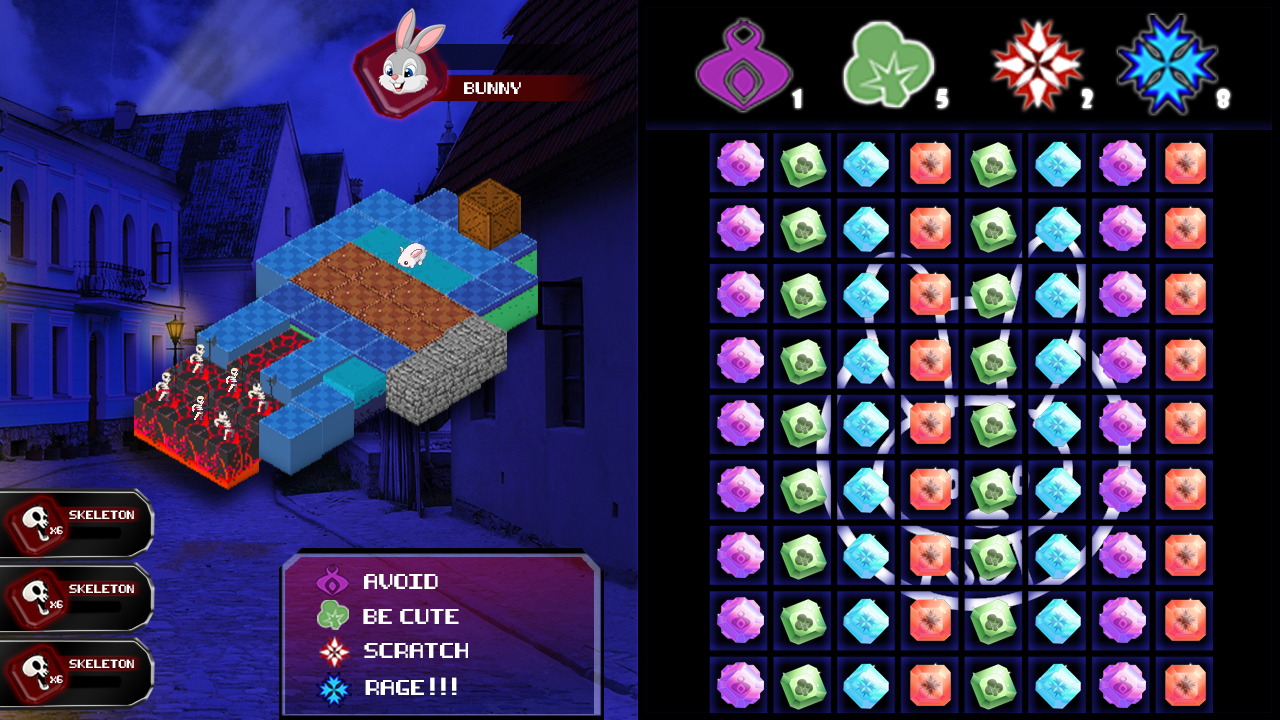 BUNNY
1
5
2
8
SKELETON
X6
SKELETON
X6
SKELETON
X6
AVOID
BE CUTE
SCRATCH
RAGE!!!